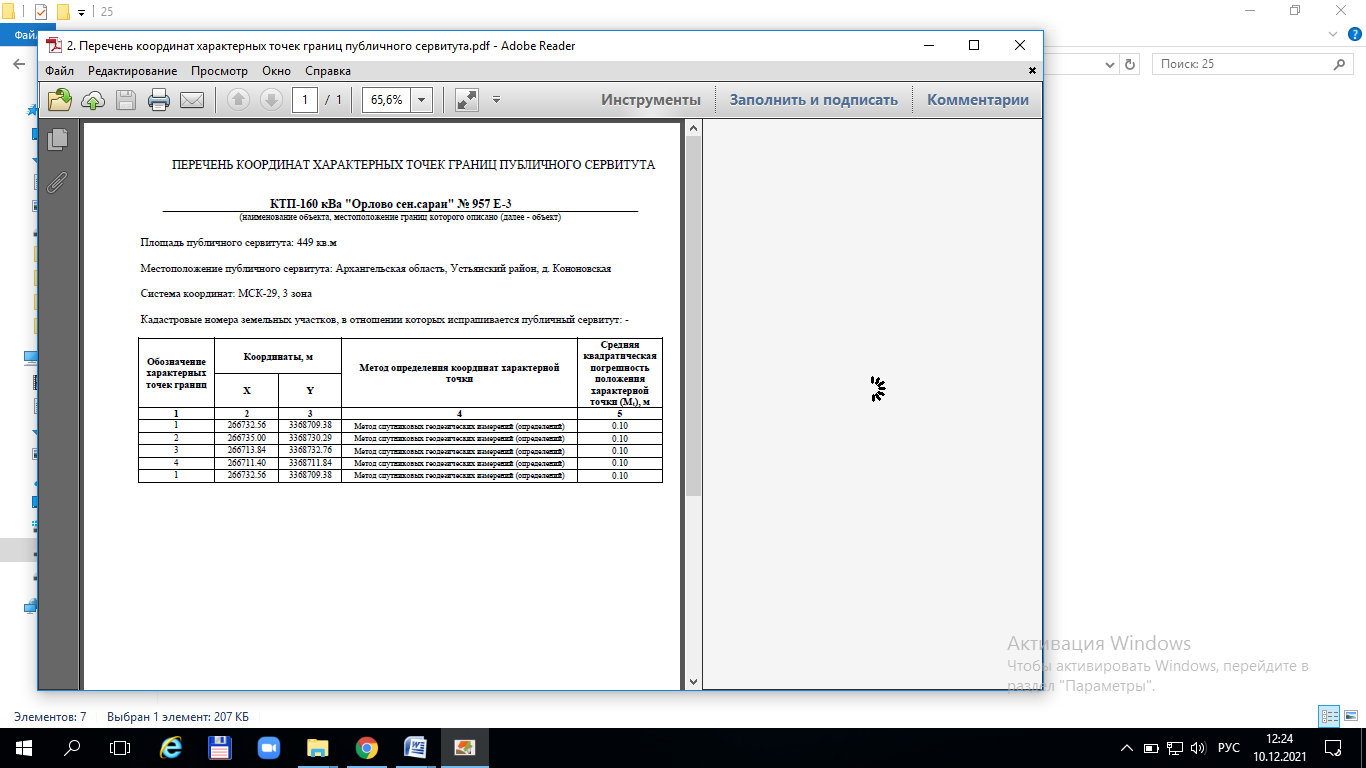 25
Файл
2. Перечень координат характерных точек границ публичного сервитута.pdf - Adobe Reader
Файл Редактирование Просмотр Окно Справка
Поиск: 25
1 / 1 65,6% Инструменты Заполнить и подписать Комментарии
ПЕРЕЧЕНЬ КООРДИНАТ ХАРАКТЕРНЫХ ТОЧЕК ГРАНИЦ ПУБЛИЧНОГО СЕРВИТУТА
КТП-160 кВа "Орлово сен.сараи" № 957 Е-3
(наименование объекта, местоположение границ которого описано (далее - объект)
Площадь публичного сервитута: 449 кв.м
Местоположение публичного сервитута: Архангельская область, Устьянский район, д. Кононовская
Система координат: МСК-29, 3 зона
Кадастровые номера земельных участков, в отношении которых испрашивается публичный сервитут: -
Обозначение характерных точек границ
Координаты, м
X Y
Метод определения координат характерной точки
Средняя квадратическая погрешность положения характерной точки (Mt), м
1 2 3 4 5
1 266732.56 3368709.38 Метод спутниковых геодезических измерений (определений) 0.10
2 266735.00 3368730.29 Метод спутниковых геодезических измерений (определений) 0.10
3 266713.84 3368732.76 Метод спутниковых геодезических измерений (определений) 0.10
4 266711.40 3368711.84 Метод спутниковых геодезических измерений (определений) 0.10
1 266732.56 3368709.38 Метод спутниковых геодезических измерений (определений) 0.10
Активация Windows
Чтобы активировать Windows, перейдите в
раздел "Параметры".
Элементов: 7 Выбран 1 элемент: 207 КБ
РУС
12:24
10.12.2021